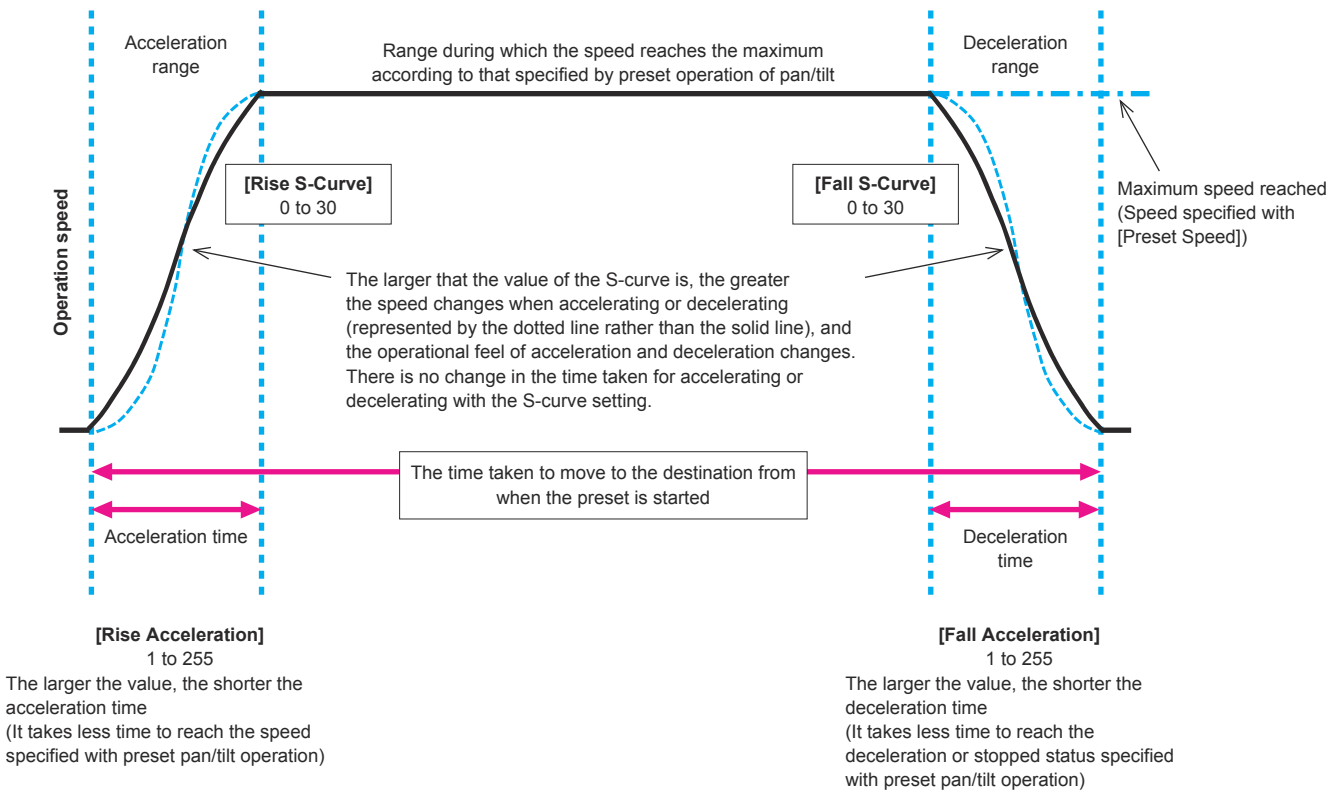 Acceleration
range
Range during which the speed reaches the maximum
according to that specified by preset operation of pan/tilt
Deceleration
range
[Rise S-Curve]
0 to 30
[Fall S-Curve]
0 to 30
Maximum speed reached
(Speed specified with
[Preset Speed])
Operation speed
The larger that the value of the S-curve is, the greater
the speed changes when accelerating or decelerating
(represented by the dotted line rather than the solid line), and
the operational feel of acceleration and deceleration changes.
There is no change in the time taken for accelerating or
decelerating with the S-curve setting.
The time taken to move to the destination from
when the preset is started
Acceleration time
Deceleration
time
[Rise Acceleration]
1 to 255
The larger the value, the shorter the
acceleration time
(It takes less time to reach the speed
specified with preset pan/tilt operation)
[Fall Acceleration]
1 to 255
The larger the value, the shorter the
deceleration time
(It takes less time to reach the
deceleration or stopped status specified
with preset pan/tilt operation)